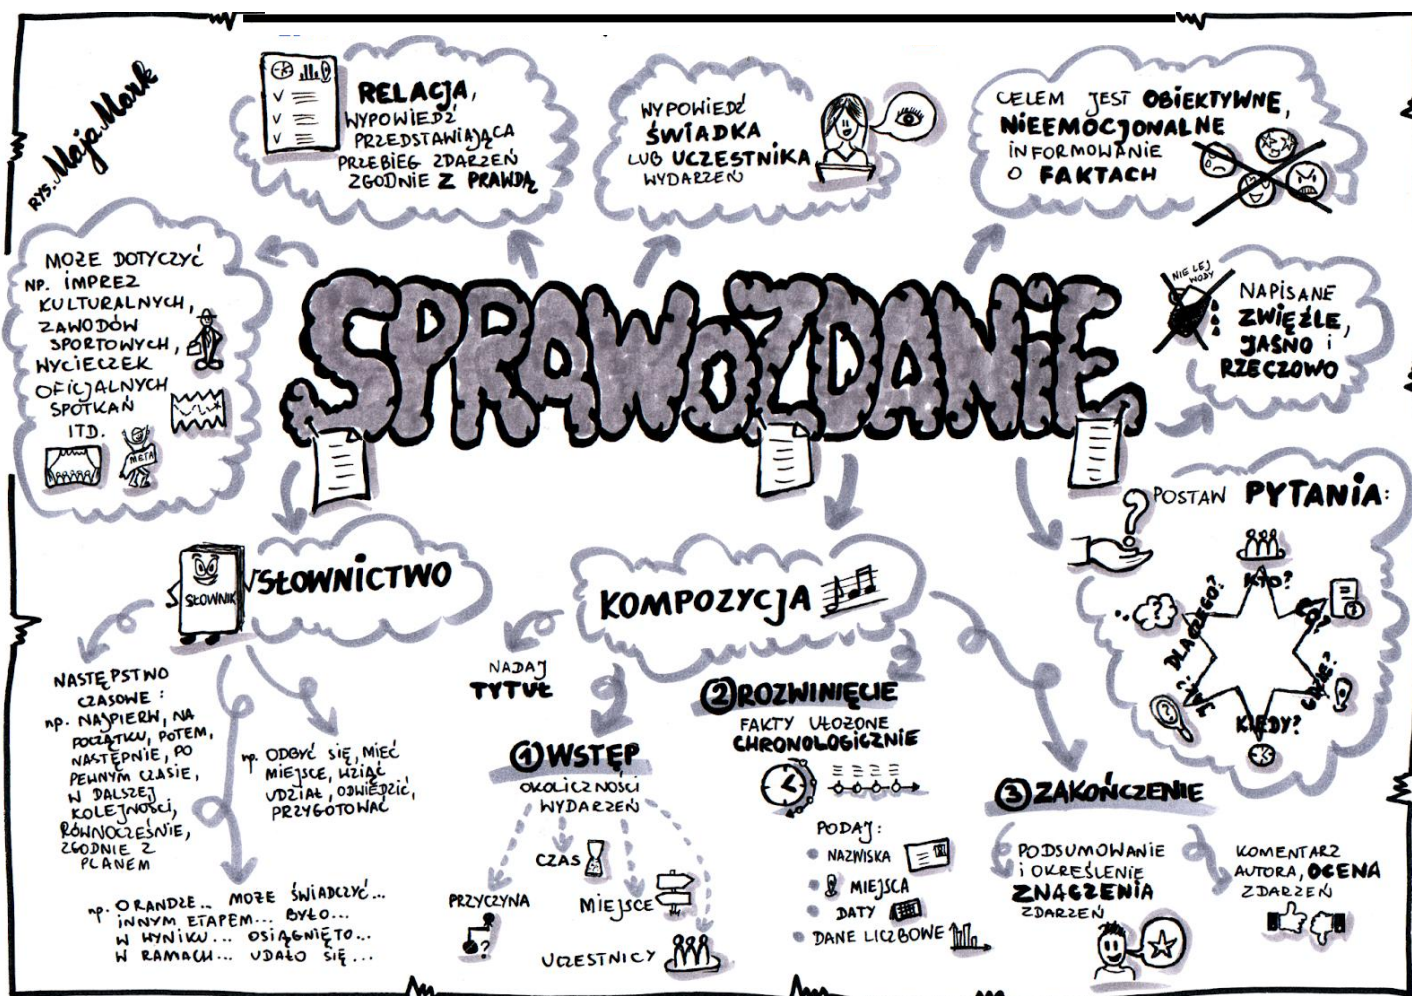 RYS. Maja Mark
RELACJA,
WYPOWIEDŹ
PRZEDSTAWIAJĄCA
PRZEBIEG ZDARZEŃ
ZGODNIE Z PRAWDĄ
WYPOWIEDŹ
ŚWIADKA
LUB UCZESTNIKA
WYDARZEŃ
CELEM JEST OBIEKTYWNE,
NIEEMOCJONALNE
INFORMOWANIE
O FAKTACH
MOŻE DOTYCZYĆ
NP. IMPREZ
KULTURALNYCH,
ZAWODÓW
SPORTOWYCH,
WYCIECZEK
OFICJALNYCH
SPOTKAŃ
ITD.
META
SPRAWOZDANIE
NIE LEJ
WODY
NAPISANE
ZWIĘŹLE,
JASNO i
RZECZOWO
POSTAW PYTANIA:
KTO?
CO?
GDZIE?
KIEDY?
JAK?
DLACZEGO?
SŁOWNIK
SŁOWNICTWO
NASTĘPSTWO
CZASOWE:
np. NAJPIERW, NA
POCZĄTKU, POTEM,
NASTĘPNIE, PO
PEWNYM CZASIE,
W DALSZEJ
KOLEJNOŚCI,
RÓWNOCZEŚNIE,
ZGODNIE Z
PLANEM
np. ODBYĆ SIĘ, MIEĆ
MIEJSCE, WZIĄĆ
UDZIAŁ, ODWIEDZIĆ,
PRZYGOTOWAĆ
np. O RANDZE... MOŻE ŚWIADCZYĆ...
INNYM ETAPEM... BYŁO...
W WYNIKU... OSIĄGNIĘTO...
W RAMACH... UDAŁO SIĘ...
KOMPOZYCJA
NADAJ
TYTUŁ
1 WSTĘP
OKOLICZNOŚCI
WYDARZEŃ
PRZYCZYNA
CZAS
MIEJSCE
UCZESTNICY
2 ROZWINIĘCIE
FAKTY UŁOŻONE
CHRONOLOGICZNIE
PODAJ:
NAZWISKA
MIEJSCA
DATY
DANE LICZBOWE
3 ZAKOŃCZENIE
PODSUMOWANIE
i OKREŚLENIE
ZNACZENIA
ZDARZEŃ
KOMENTARZ
AUTORA, OCENA
ZDARZEŃ